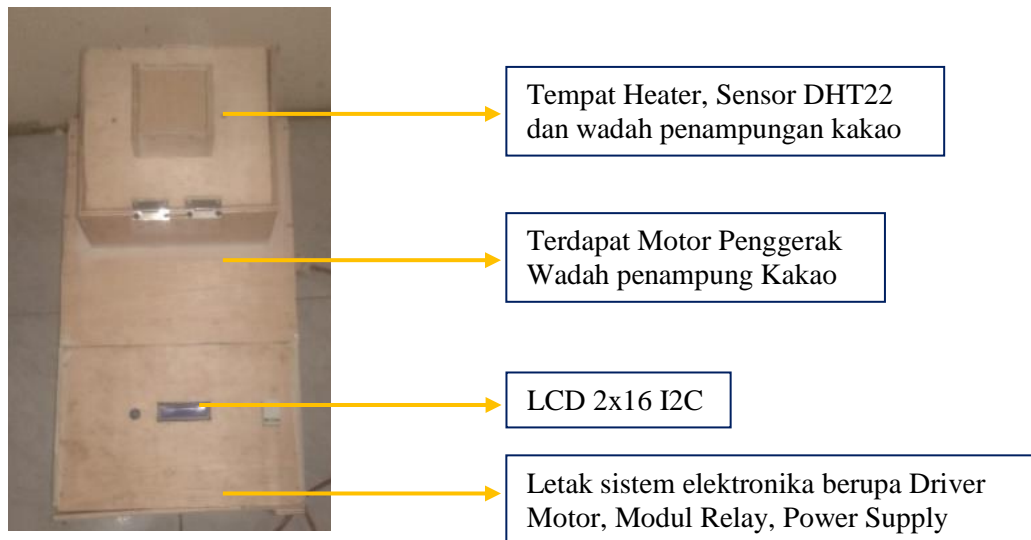 Tempat Heater, Sensor DHT22
dan wadah penampungan kakao
Terdapat Motor Penggerak
Wadah penampung Kakao
LCD 2x16 I2C
Letak sistem elektronika berupa Driver
Motor, Modul Relay, Power Supply